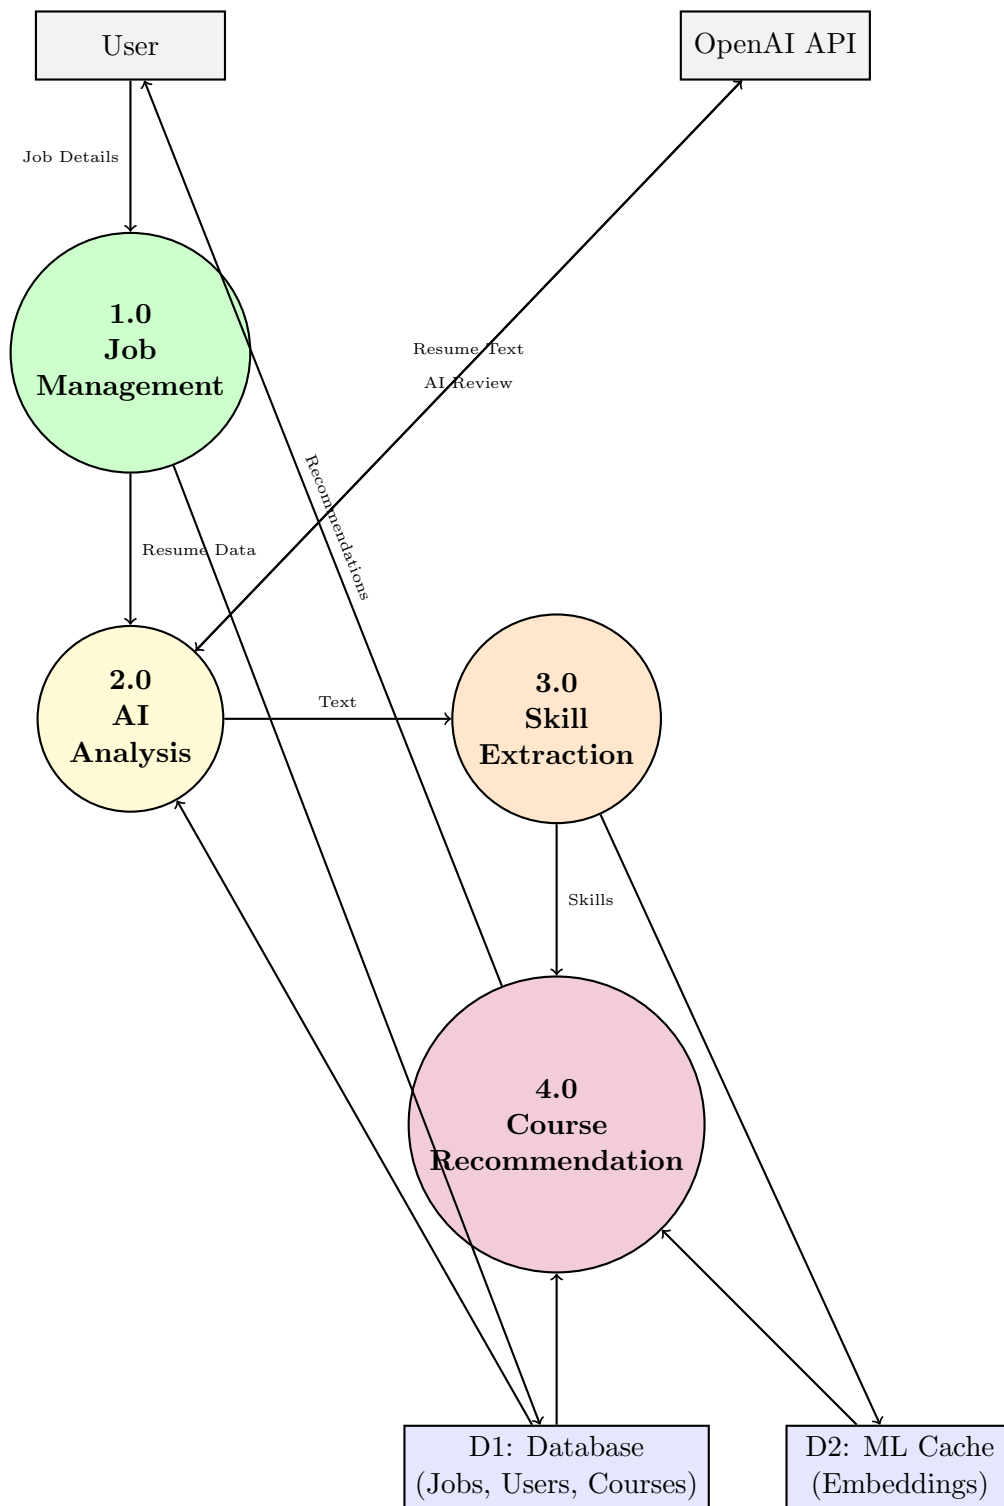 User
OpenAI API
Job Details
1.0
Job
Management
Resume Text
AI Review
Recommendations
Resume Data
2.0
AI
Analysis
Text
3.0
Skill
Extraction
Skills
4.0
Course
Recommendation
D1: Database
(Jobs, Users, Courses)
D2: ML Cache
(Embeddings)